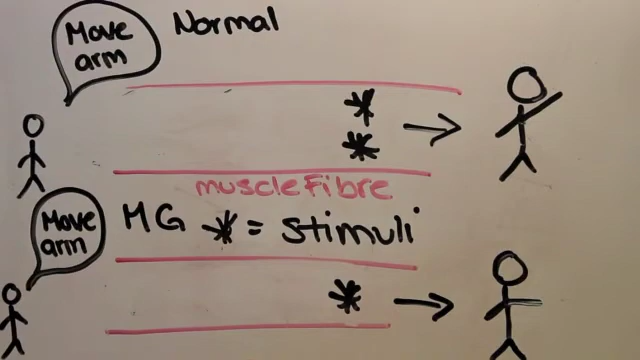 Move
arm
Normal
muscle Fibre
Move
arm
MG * = stimuli